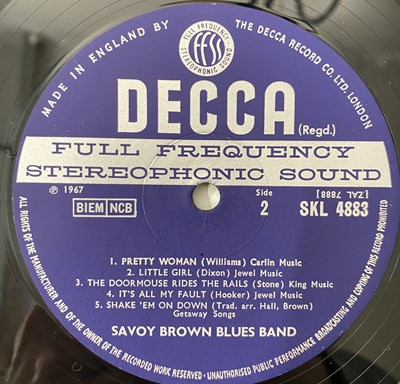 MADE IN ENGLAND BY THE DECCA RECORD CO. LTD. LONDON
FULL FREQUENCY
ffss
STEREOPHONIC SOUND
DECCA (Regd.)
FULL FREQUENCY
STEREOPHONIC SOUND
℗ 1967
BIEM NCB
Side
2
[ZAL 7888]
SKL 4883
1. PRETTY WOMAN (Williams) Carlin Music
2. LITTLE GIRL (Dixon) Jewel Music
3. THE DOORMOUSE RIDES THE RAILS (Stone) King Music
4. IT'S ALL MY FAULT (Hooker) Jewel Music
5. SHAKE 'EM ON DOWN (Trad. arr. Hall, Brown)
Getaway Songs
SAVOY BROWN BLUES BAND
ALL RIGHTS OF THE MANUFACTURER AND OF THE OWNER OF THE RECORDED WORK RESERVED · UNAUTHORISED PUBLIC PERFORMANCE, BROADCASTING AND COPYING OF THIS RECORD PROHIBITED